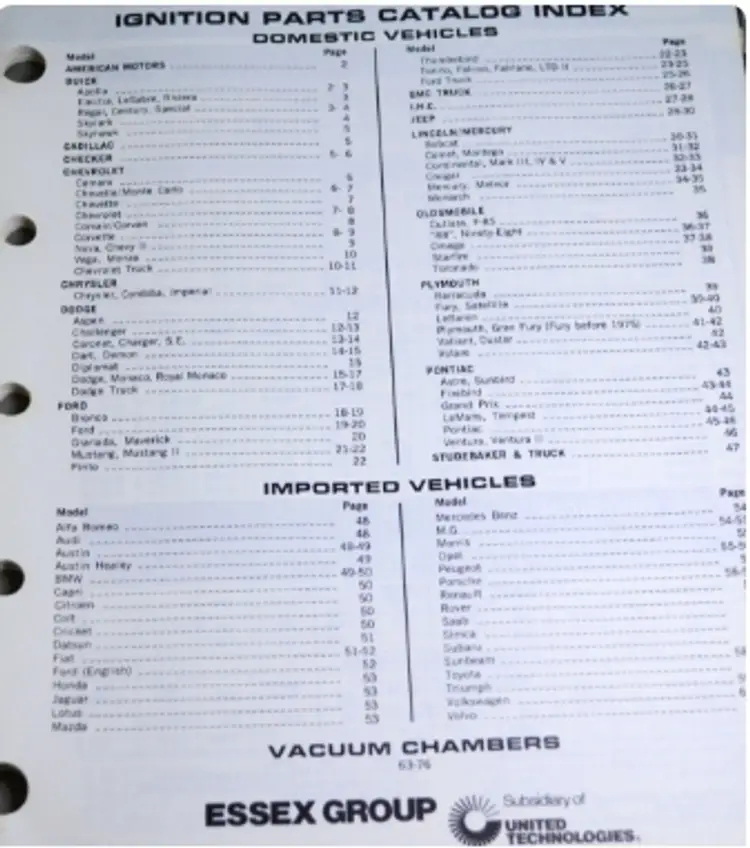 IGNITION PARTS CATALOG INDEX
DOMESTIC VEHICLES
Model Page
AMERICAN MOTORS 2
BUICK
Apollo 2- 3
Electra, LeSabre, Riviera 3
Regal, Century, Special 3- 4
Skylark 4
Skyhawk 5
CADILLAC 5
CHECKER 5- 6
CHEVROLET
Camaro 6
Chevelle/Monte Carlo 6- 7
Chevette 7
Chevrolet 7- 8
Corvair 8
Corvette 8- 9
Nova, Chevy II 9
Vega, Monza 10
Chevrolet Truck 10-11
CHRYSLER
Chrysler, Cordoba, Imperial 11-12
DODGE
Aspen 12
Challenger 12-13
Coronet, Charger, S.E. 13-14
Dart, Demon 14-15
Diplomat 15
Dodge, Monaco, Royal Monaco 15-17
Dodge Truck 17-18
FORD
Bronco 18-19
Ford 19-20
Granada, Maverick 20
Mustang, Mustang II 21-22
Pinto 22
Model Page
Thunderbird 22-23
Torino, Falcon, Fairlane, LTD II 23-25
Ford Truck 25-26
GMC TRUCK 26-27
I.H.C. 27-28
JEEP 28-30
LINCOLN/MERCURY
Bobcat 30-31
Comet, Montego 31-32
Continental, Mark III, IV & V 32-33
Cougar 33-34
Mercury, Meteor 34-35
Monarch 35
OLDSMOBILE
Cutlass, F-85 36
"88", Ninety-Eight 36-37
Omega 37-38
Starfire 38
Toronado 38
PLYMOUTH
Barracuda 39
Fury, Satellite 39-40
LeBaron 40
Plymouth, Gran Fury (Fury before 1975) 41-42
Valiant, Duster 42
Volare 42-43
PONTIAC
Astre, Sunbird 43
Firebird 43-44
Grand Prix 44
LeMans, Tempest 44-45
Pontiac 45-46
Ventura, Ventura II 46
STUDEBAKER & TRUCK 47
IMPORTED VEHICLES
Model Page
Alfa Romeo 48
Audi 48
Austin 48-49
Austin Healey 49
BMW 49-50
Capri 50
Citroen 50
Colt 50
Cricket 50
Datsun 51
Fiat 51-52
Ford (English) 52
Honda 53
Jaguar 53
Lotus 53
Mazda 53
Model Page
Mercedes Benz 54
M.G.
Morris
Opel
Peugeot
Porsche
Renault
Rover
Saab
Simca
Subaru
Sunbeam
Toyota
Triumph
Volkswagen
Volvo
VACUUM CHAMBERS
63-76
ESSEX GROUP
Subsidiary of
UNITED
TECHNOLOGIES